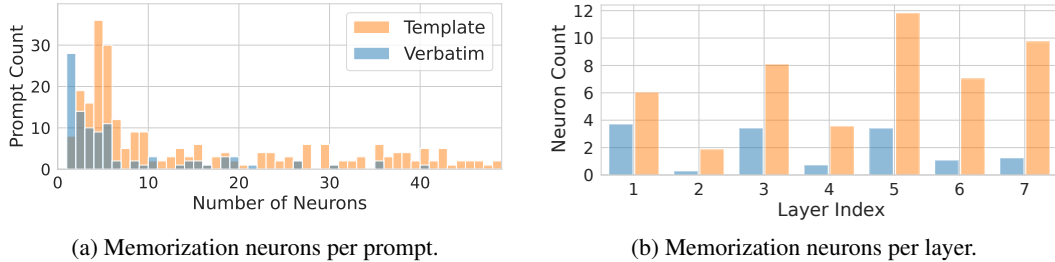 Prompt Count
30
20
10
0
Template
Verbatim
0 10 20 30 40
Number of Neurons
(a) Memorization neurons per prompt.
Neuron Count
12
10
8
6
4
2
0
1 2 3 4 5 6 7
Layer Index
(b) Memorization neurons per layer.